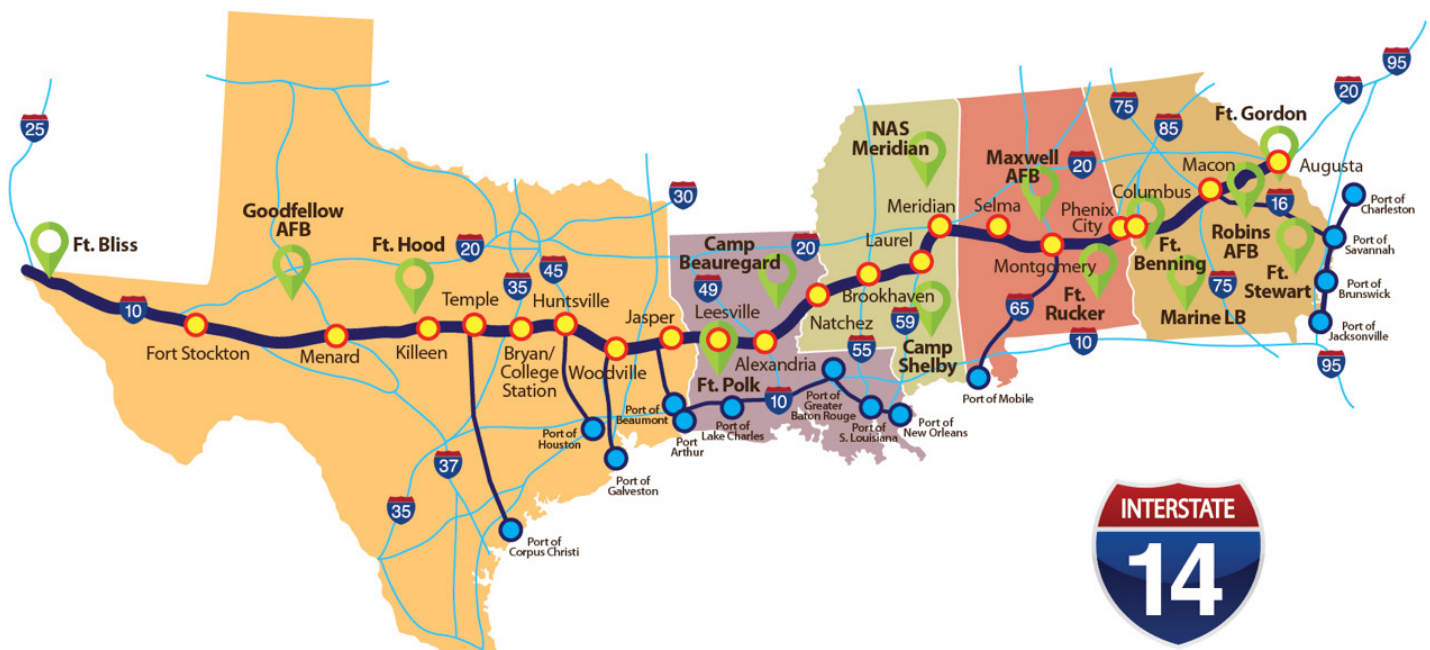 25
Ft. Bliss
10
Fort Stockton
Goodfellow
AFB
Menard
Ft. Hood
Killeen
20
Temple
35
45
Bryan/
College
Station
Huntsville
30
Woodville
Jasper
37
35
Port of
Corpus Christi
Port of
Houston
Port of
Galveston
Port of
Beaumont
Port
Arthur
Camp
Beauregard
20
49
Leesville
Ft. Polk
Alexandria
10
Port of
Lake Charles
Port of
Greater
Baton Rouge
Port of
S. Louisiana
Port of
New Orleans
55
59
NAS
Meridian
Meridian
Laurel
Brookhaven
Natchez
Camp
Shelby
Selma
Maxwell
AFB
20
Phenix
City
Montgomery
Ft.
Rucker
65
Port of Mobile
10
75
85
Columbus
Ft.
Benning
Marine LB
Macon
Robins
AFB
16
75
Ft.
Stewart
Ft. Gordon
Augusta
20
95
Port of
Charleston
Port of
Savannah
Port of
Brunswick
Port of
Jacksonville
95
INTERSTATE
14